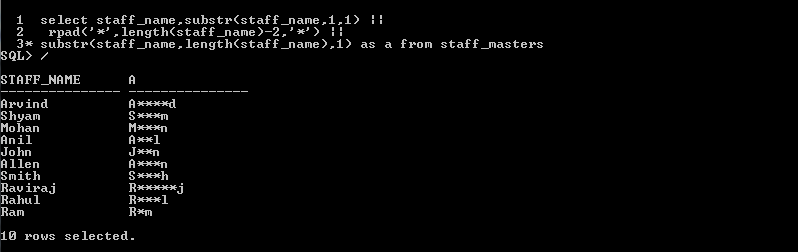 1  select staff_name,substr(staff_name,1,1) ||
2   rpad('*',length(staff_name)-2,'*') ||
3* substr(staff_name,length(staff_name),1) as a from staff_masters
SQL> /
STAFF_NAME      A
--------------- ---------------
Arvind          A****d
Shyam           S***m
Mohan           M***n
Anil            A**l
John            J**n
Allen           A***n
Smith           S***h
Raviraj         R*****j
Rahul           R***l
Ram             R*m
10 rows selected.